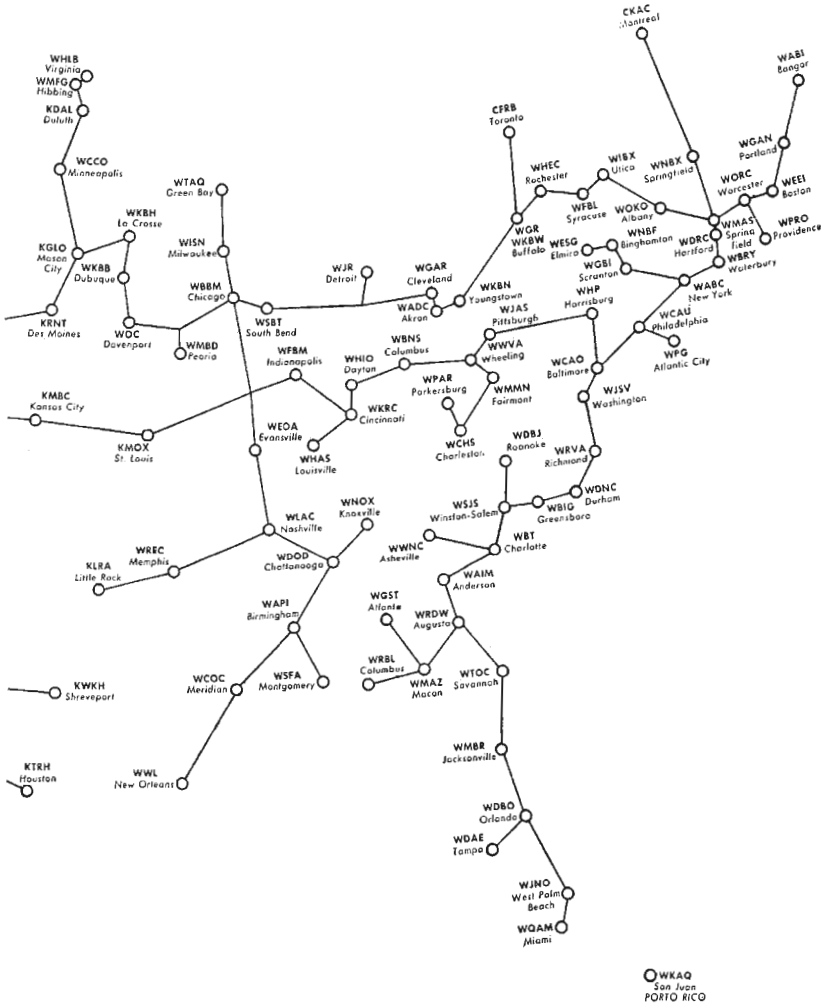 CKAC
Montreal
WHLB
Virginia
WMFG
Hibbing
KDAL
Duluth
WABI
Bangor
CFRB
Toronto
WCCO
Minneapolis
WTAQ
Green Bay
WHEC
Rochester
WIBX
Utica
WNBX
Springfield
WGAN
Portland
WORC
Worcester
WEEI
Boston
WFBL
Syracuse
WOKO
Albany
WKBH
La Crosse
WGR
WKBW
Buffalo
WMAS
Spring
field
WPRO
Providence
WESG
Elmira
WNBF
Binghamton
WDRC
Hartford
KGLO
Mason
City
WISN
Milwaukee
WGBI
Scranton
WBRY
Waterbury
WKBB
Dubuque
WJR
Detroit
WGAR
Cleveland
WBBM
Chicago
WKBN
Youngstown
WABC
New York
WADC
Akron
WHP
Harrisburg
KRNT
Des Moines
WSBT
South Bend
WJAS
Pittsburgh
WCAU
Philadelphia
WOC
Davenport
WMBD
Peoria
WFBM
Indianapolis
WBNS
Columbus
WHIO
Dayton
WWVA
Wheeling
WCAO
Baltimore
WPG
Atlantic City
WPAR
Parkersburg
WMMN
Fairmont
WJSV
Washington
KMBC
Kansas City
WKRC
Cincinnati
KMOX
St. Louis
WEOA
Evansville
WHAS
Louisville
WCHS
Charleston
WDBJ
Roanoke
WRVA
Richmond
WDNC
Durham
WSJS
Winston-Salem
WBIG
Greensboro
WNOX
Knoxville
WLAC
Nashville
WWNC
Asheville
WBT
Charlotte
WREC
Memphis
KLRA
Little Rock
WDOD
Chattanooga
WAIM
Anderson
WAPI
Birmingham
WGST
Atlanta
WRDW
Augusta
WRBL
Columbus
WMAZ
Macon
WTOC
Savannah
KWKH
Shreveport
WCOC
Meridian
WSFA
Montgomery
WMBR
Jacksonville
KTRH
Houston
WWL
New Orleans
WDBO
Orlando
WDAE
Tampa
WJNO
West Palm
Beach
WQAM
Miami
WKAQ
San Juan
PORTO RICO